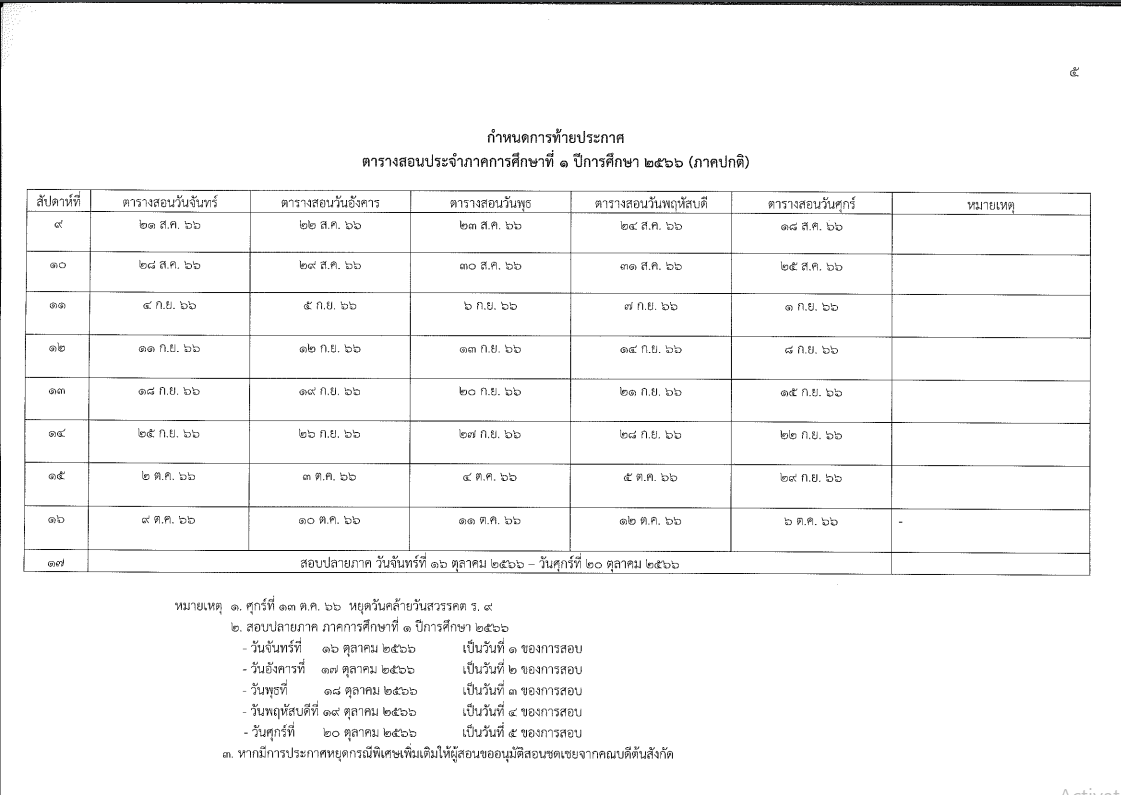 ๕
กำหนดการท้ายประกาศ
ตารางสอนประจำภาคการศึกษาที่ ๑ ปีการศึกษา ๒๕๖๖ (ภาคปกติ)
สัปดาห์ที่ ตารางสอนวันจันทร์ ตารางสอนวันอังคาร ตารางสอนวันพุธ ตารางสอนวันพฤหัสบดี ตารางสอนวันศุกร์ หมายเหตุ
๙ ๒๑ ส.ค. ๖๖ ๒๒ ส.ค. ๖๖ ๒๓ ส.ค. ๖๖ ๒๔ ส.ค. ๖๖ ๑๘ ส.ค. ๖๖
๑๐ ๒๘ ส.ค. ๖๖ ๒๙ ส.ค. ๖๖ ๓๐ ส.ค. ๖๖ ๓๑ ส.ค. ๖๖ ๒๕ ส.ค. ๖๖
๑๑ ๔ ก.ย. ๖๖ ๕ ก.ย. ๖๖ ๖ ก.ย. ๖๖ ๗ ก.ย. ๖๖ ๑ ก.ย. ๖๖
๑๒ ๑๑ ก.ย. ๖๖ ๑๒ ก.ย. ๖๖ ๑๓ ก.ย. ๖๖ ๑๔ ก.ย. ๖๖ ๘ ก.ย. ๖๖
๑๓ ๑๘ ก.ย. ๖๖ ๑๙ ก.ย. ๖๖ ๒๐ ก.ย. ๖๖ ๒๑ ก.ย. ๖๖ ๑๕ ก.ย. ๖๖
๑๔ ๒๕ ก.ย. ๖๖ ๒๖ ก.ย. ๖๖ ๒๗ ก.ย. ๖๖ ๒๘ ก.ย. ๖๖ ๒๒ ก.ย. ๖๖
๑๕ ๒ ต.ค. ๖๖ ๓ ต.ค. ๖๖ ๔ ต.ค. ๖๖ ๕ ต.ค. ๖๖ ๒๙ ก.ย. ๖๖
๑๖ ๙ ต.ค. ๖๖ ๑๐ ต.ค. ๖๖ ๑๑ ต.ค. ๖๖ ๑๒ ต.ค. ๖๖ ๖ ต.ค. ๖๖ -
๑๗ สอบปลายภาค วันจันทร์ที่ ๑๖ ตุลาคม ๒๕๖๖ – วันศุกร์ที่ ๒๐ ตุลาคม ๒๕๖๖
หมายเหตุ ๑. ศุกร์ที่ ๑๓ ต.ค. ๖๖ หยุดวันคล้ายวันสวรรคต ร. ๙
๒. สอบปลายภาค ภาคการศึกษาที่ ๑ ปีการศึกษา ๒๕๖๖
- วันจันทร์ที่ ๑๖ ตุลาคม ๒๕๖๖ เป็นวันที่ ๑ ของการสอบ
- วันอังคารที่ ๑๗ ตุลาคม ๒๕๖๖ เป็นวันที่ ๒ ของการสอบ
- วันพุธที่ ๑๘ ตุลาคม ๒๕๖๖ เป็นวันที่ ๓ ของการสอบ
- วันพฤหัสบดีที่ ๑๙ ตุลาคม ๒๕๖๖ เป็นวันที่ ๔ ของการสอบ
- วันศุกร์ที่ ๒๐ ตุลาคม ๒๕๖๖ เป็นวันที่ ๕ ของการสอบ
๓. หากมีการประกาศหยุดกรณีพิเศษเพิ่มเติมให้ผู้สอนขออนุมัติสอนชดเชยจากคณบดีต้นสังกัด